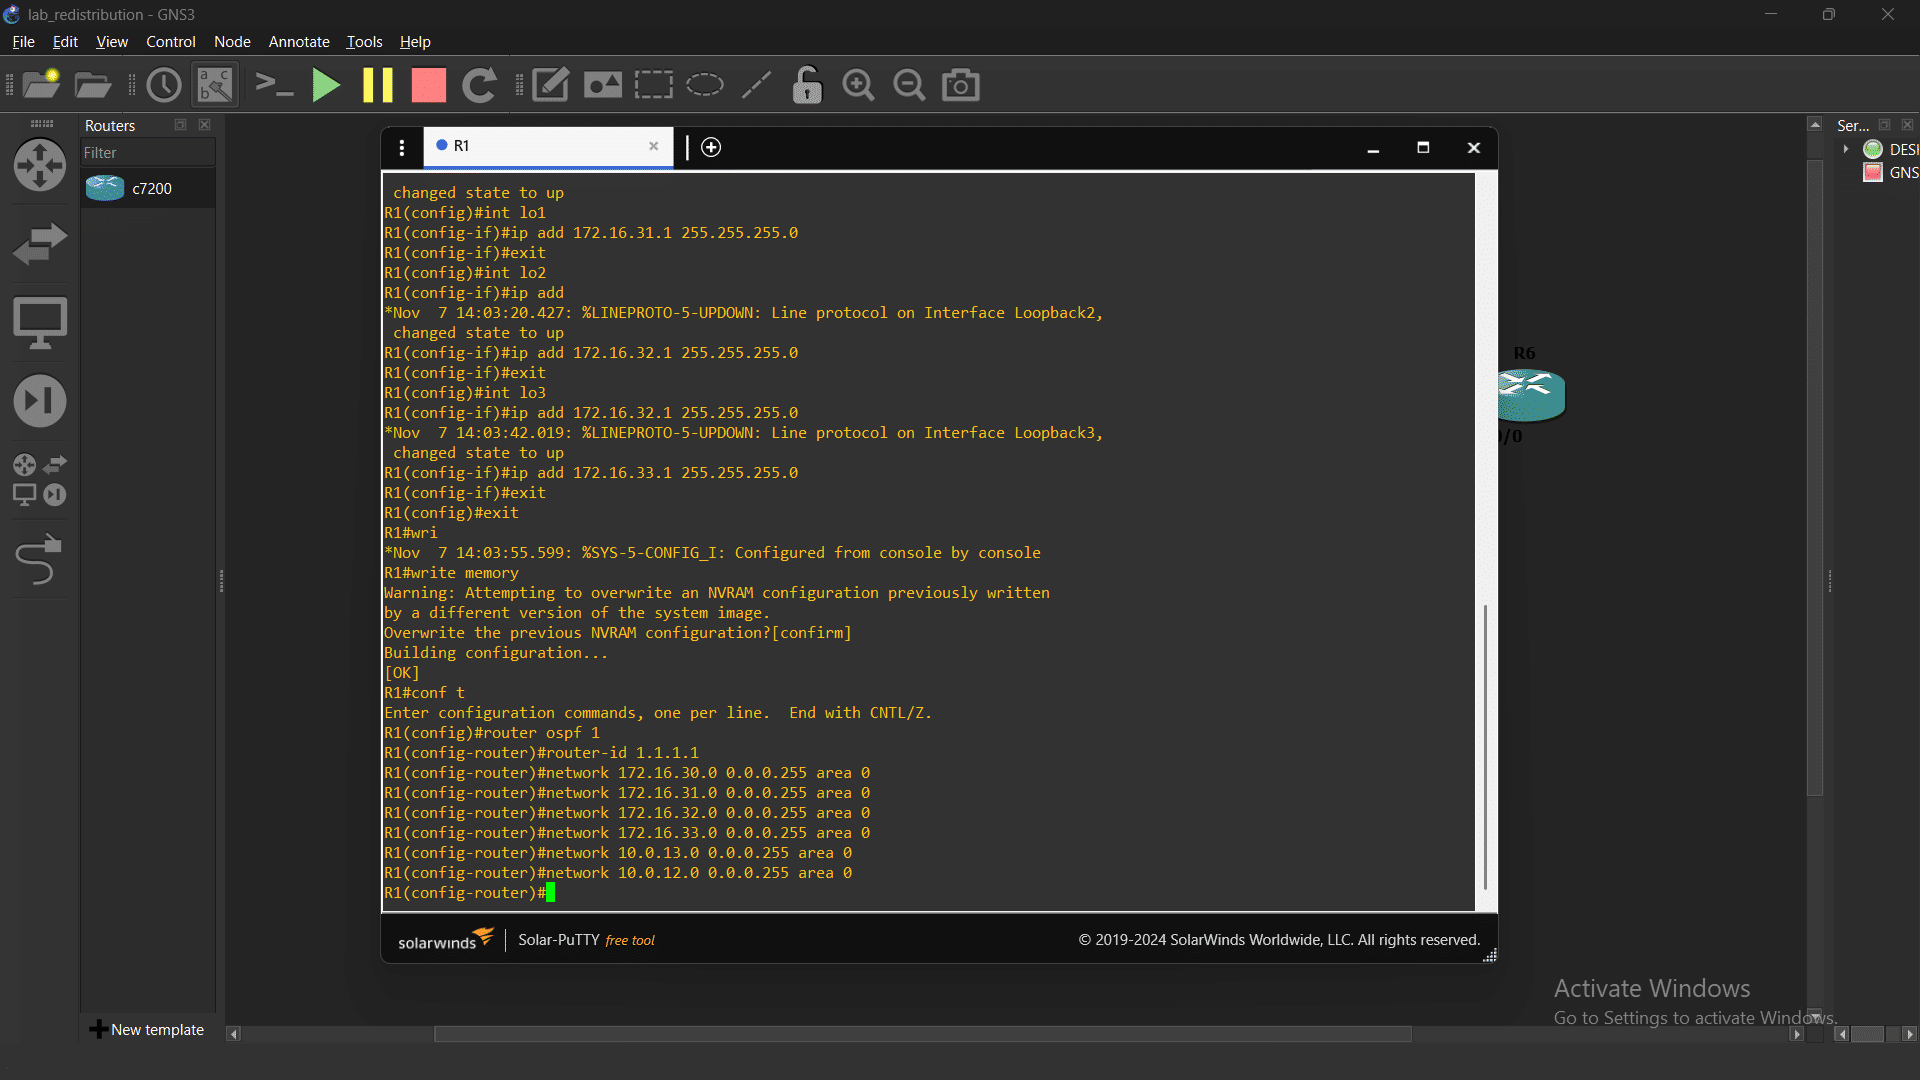 lab_redistribution - GNS3
File Edit View Control Node Annotate Tools Help
Routers
Filter
c7200
New template
R1
changed state to up
R1(config)#int lo1
R1(config-if)#ip add 172.16.31.1 255.255.255.0
R1(config-if)#exit
R1(config)#int lo2
R1(config-if)#ip add
*Nov  7 14:03:20.427: %LINEPROTO-5-UPDOWN: Line protocol on Interface Loopback2,
changed state to up
R1(config-if)#ip add 172.16.32.1 255.255.255.0
R1(config-if)#exit
R1(config)#int lo3
R1(config-if)#ip add 172.16.32.1 255.255.255.0
*Nov  7 14:03:42.019: %LINEPROTO-5-UPDOWN: Line protocol on Interface Loopback3,
changed state to up
R1(config-if)#ip add 172.16.33.1 255.255.255.0
R1(config-if)#exit
R1(config)#exit
R1#wri
*Nov  7 14:03:55.599: %SYS-5-CONFIG_I: Configured from console by console
R1#write memory
Warning: Attempting to overwrite an NVRAM configuration previously written
by a different version of the system image.
Overwrite the previous NVRAM configuration?[confirm]
Building configuration...
[OK]
R1#conf t
Enter configuration commands, one per line.  End with CNTL/Z.
R1(config)#router ospf 1
R1(config-router)#router-id 1.1.1.1
R1(config-router)#network 172.16.30.0 0.0.0.255 area 0
R1(config-router)#network 172.16.31.0 0.0.0.255 area 0
R1(config-router)#network 172.16.32.0 0.0.0.255 area 0
R1(config-router)#network 172.16.33.0 0.0.0.255 area 0
R1(config-router)#network 10.0.13.0 0.0.0.255 area 0
R1(config-router)#network 10.0.12.0 0.0.0.255 area 0
R1(config-router)#
solarwinds Solar-PuTTY free tool © 2019-2024 SolarWinds Worldwide, LLC. All rights reserved.
R6
/0
Ser...
DESH
GNS
Activate Windows
Go to Settings to activate Windows.